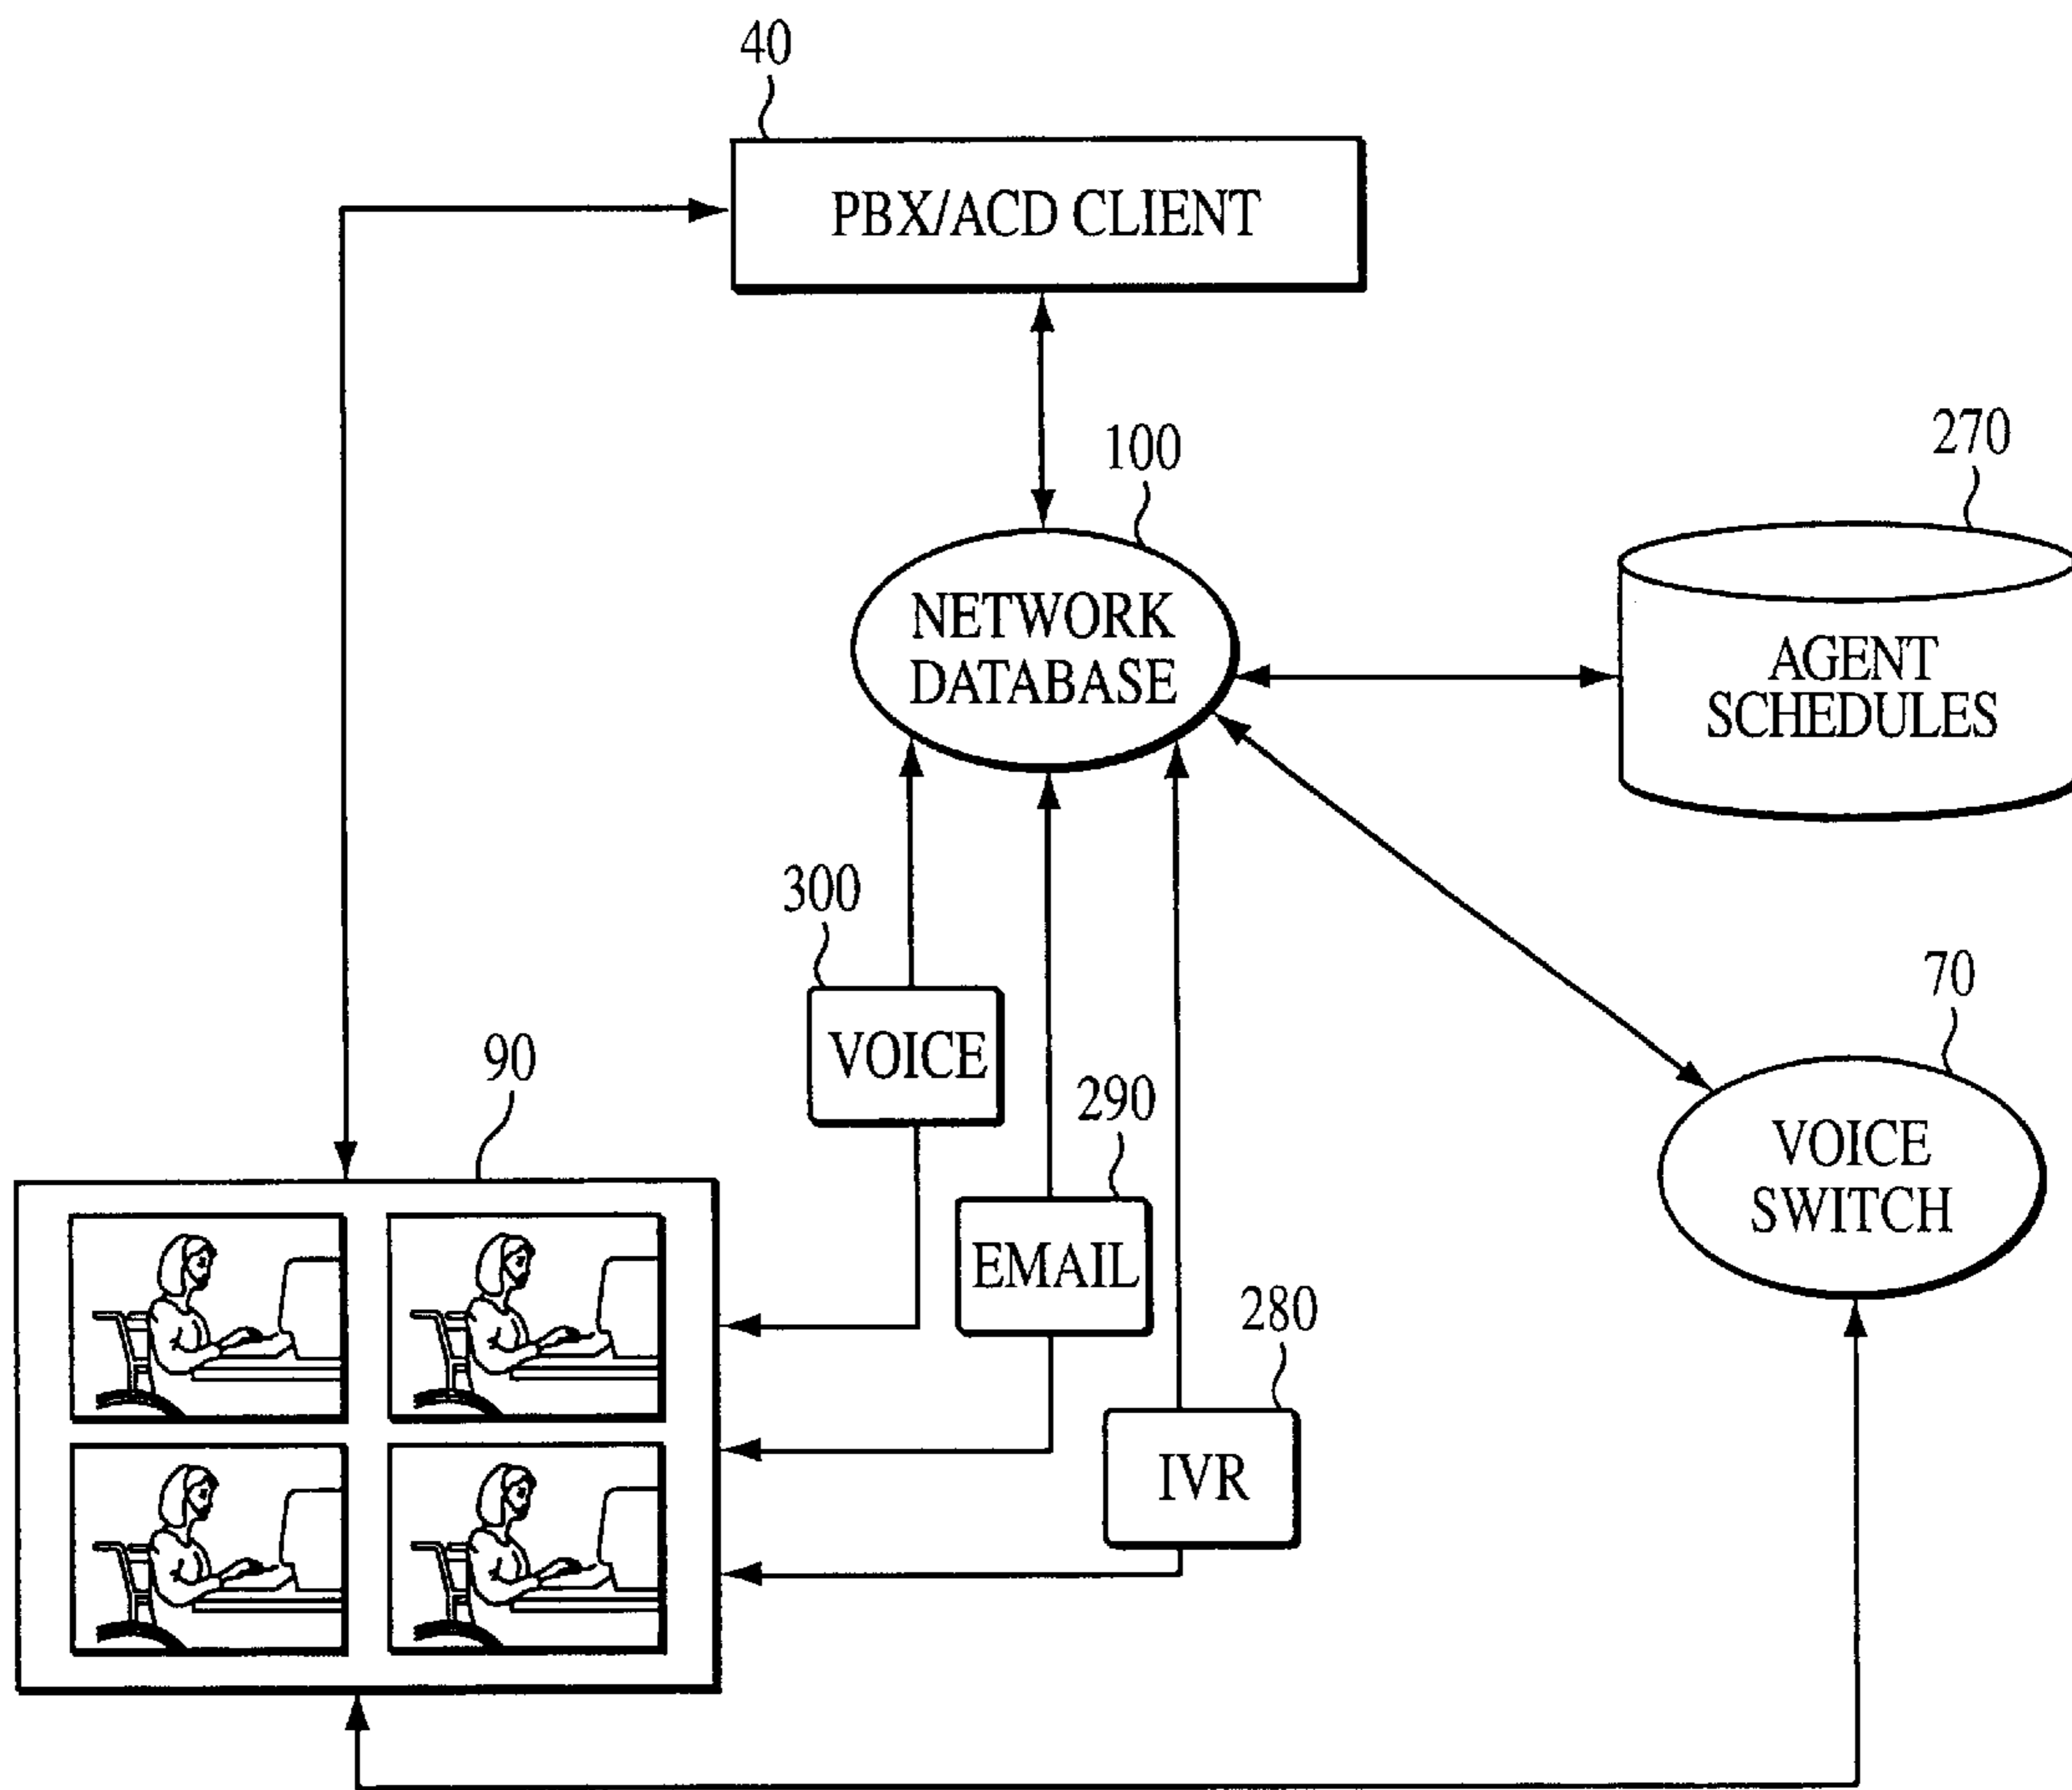 40
PBX/ACD CLIENT
100
270
NETWORK
DATABASE
AGENT
SCHEDULES
300
VOICE
70
90
290
VOICE
SWITCH
EMAIL
280
IVR